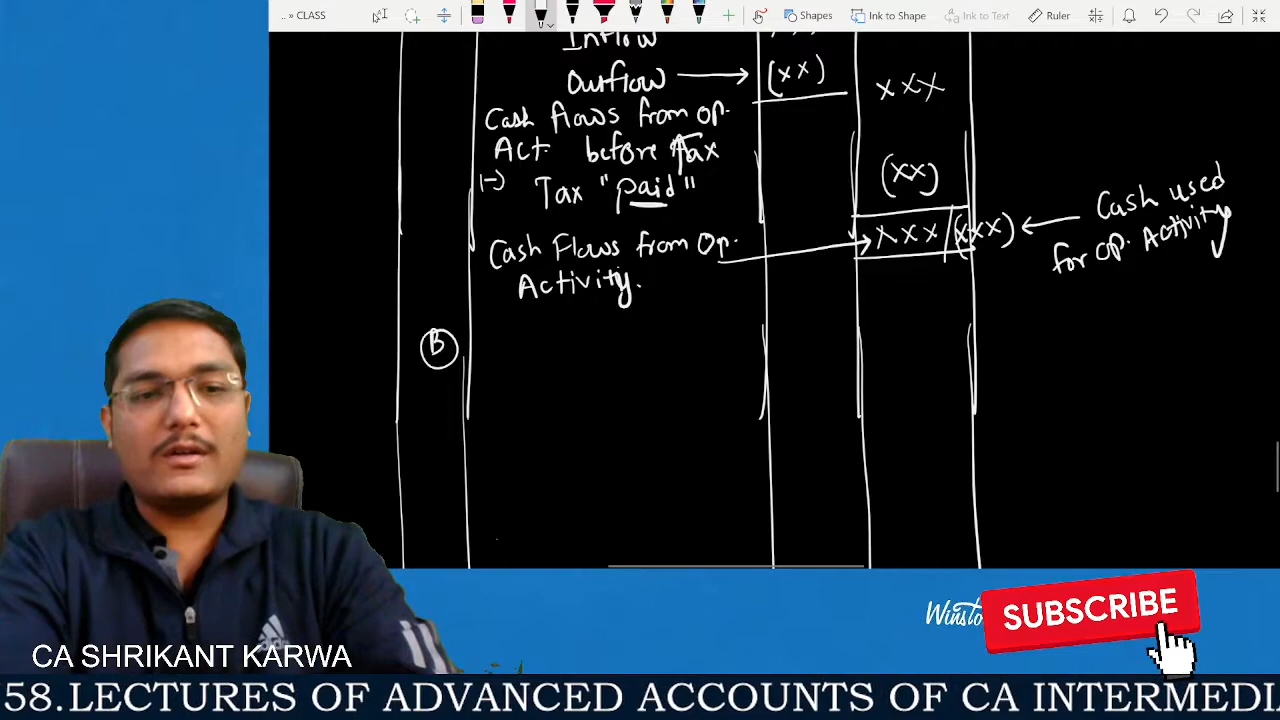 .. » CLASS
Shapes
Ink to Shape
Ink to Text
Ruler
Inflow
Outflow → (xx)
xxx
Cash flows from op.
Act. before Tax
(-) Tax "paid"
(xx)
Cash Flows from Op.
Activity.
xxx/(xxx)
Cash used
for op. Activity
B
Winsto
SUBSCRIBE
CA SHRIKANT KARWA
58.LECTURES OF ADVANCED ACCOUNTS OF CA INTERMEDI